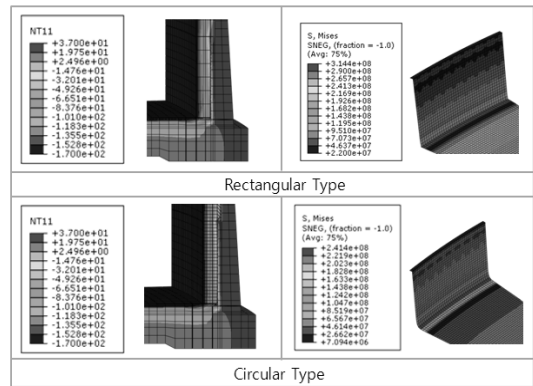 NT11
+3.700e+01
+1.975e+01
+2.496e+00
-1.476e+01
-3.201e+01
-4.926e+01
-6.651e+01
-8.376e+01
-1.010e+02
-1.183e+02
-1.355e+02
-1.528e+02
-1.700e+02
S, Mises
SNEG, (fraction = -1.0)
(Avg: 75%)
+3.144e+08
+2.900e+08
+2.657e+08
+2.413e+08
+2.169e+08
+1.926e+08
+1.682e+08
+1.438e+08
+1.195e+08
+9.510e+07
+7.073e+07
+4.637e+07
+2.200e+07
Rectangular Type
NT11
+3.700e+01
+1.975e+01
+2.496e+00
-1.476e+01
-3.201e+01
-4.926e+01
-6.651e+01
-8.376e+01
-1.010e+02
-1.183e+02
-1.355e+02
-1.528e+02
-1.700e+02
S, Mises
SNEG, (fraction = -1.0)
(Avg: 75%)
+2.414e+08
+2.219e+08
+2.023e+08
+1.828e+08
+1.633e+08
+1.438e+08
+1.242e+08
+1.047e+08
+8.519e+07
+6.567e+07
+4.614e+07
+2.662e+07
+7.094e+06
Circular Type